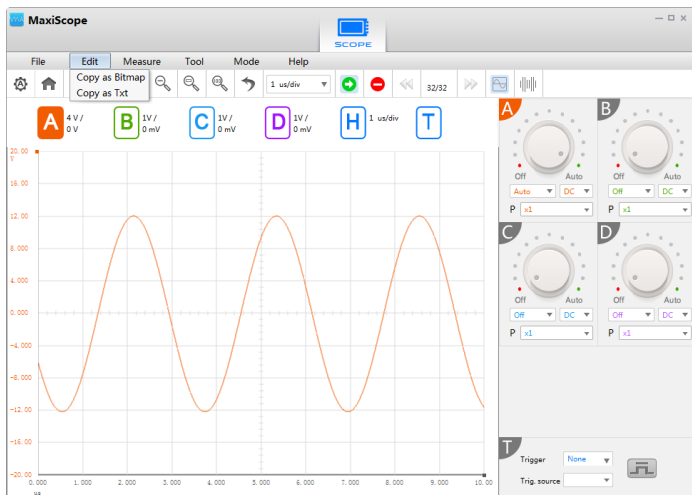 MaxiScope
SCOPE
File Edit Measure Tool Mode Help
Copy as Bitmap
Copy as Txt
1 us/div
32/32
A 4 V / 0 V
B 1V / 0 mV
C 1V / 0 mV
D 1V / 0 mV
H 1 us/div
T
20.00
V
16.00
12.00
8.000
4.000
0.000
-4.000
-8.000
-12.00
-16.00
-20.00
0.000 1.000 2.000 3.000 4.000 5.000 6.000 7.000 8.000 9.000 10.00
us
A
Off Auto
Auto DC
P x1
B
Off Auto
Off DC
P x1
C
Off Auto
Off DC
P x1
D
Off Auto
Off DC
P x1
T
Trigger None
Trig. source